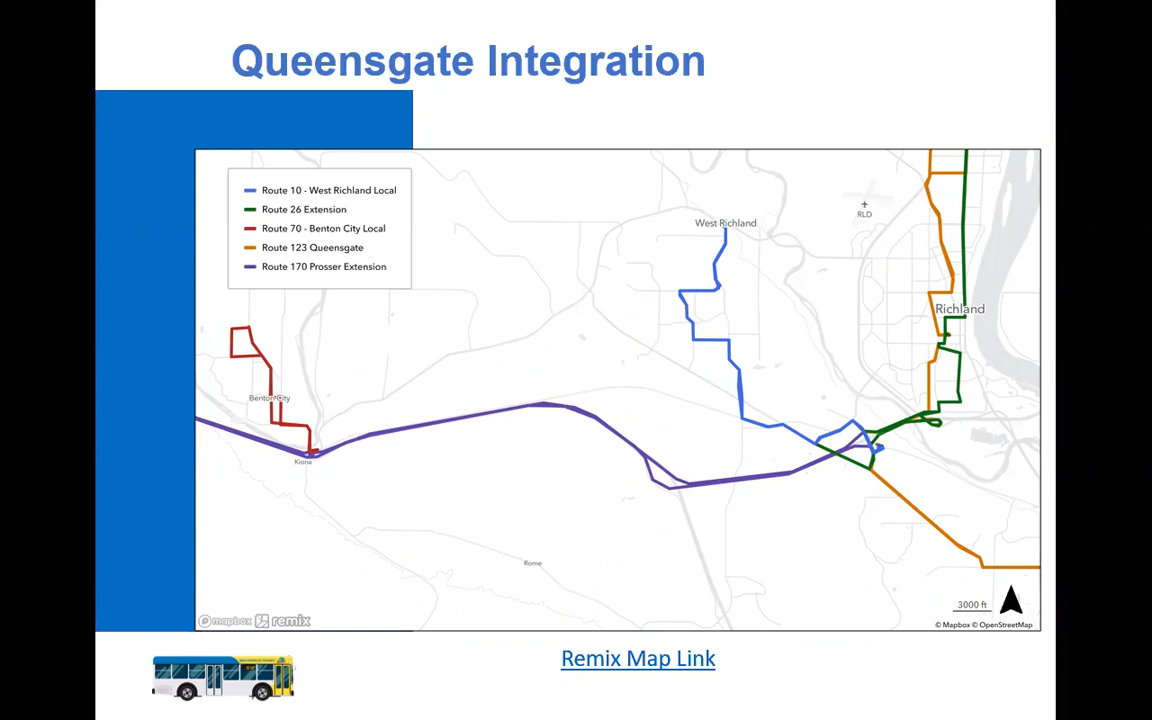 Queensgate Integration
Route 10 - West Richland Local
Route 26 Extension
Route 70 - Benton City Local
Route 123 Queensgate
Route 170 Prosser Extension
West Richland
RLD
Richland
Benton City
Kiona
Rome
3000 ft
mapbox remix
© Mapbox © OpenStreetMap
Remix Map Link